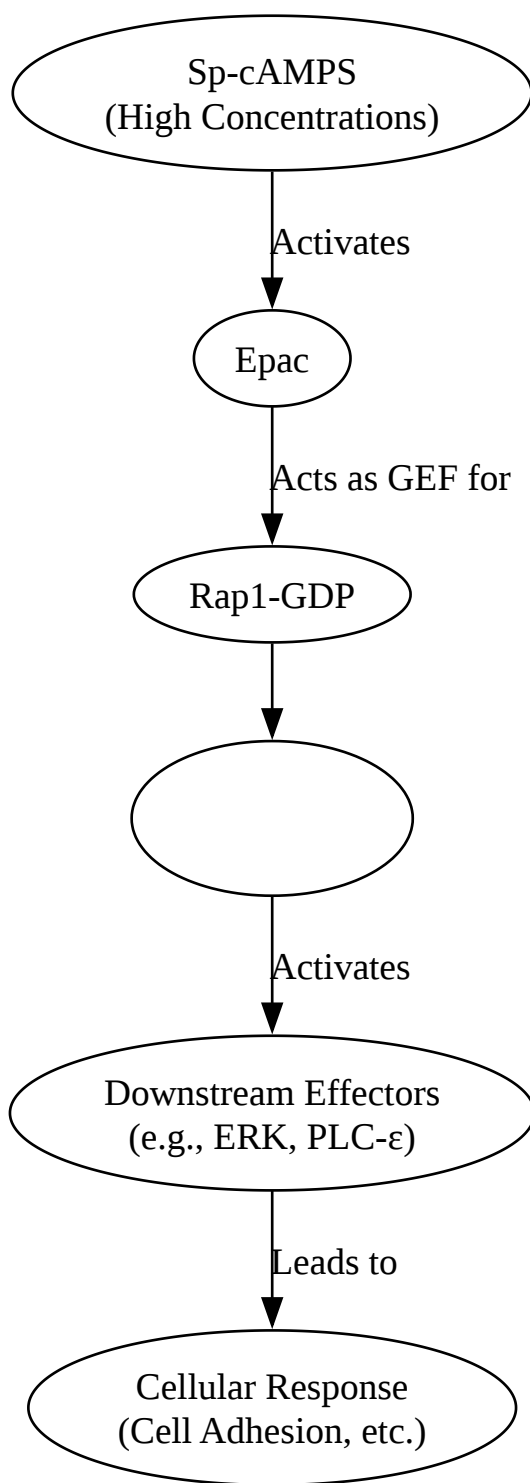 Sp-cAMPS
(High Concentrations)
Activates
Epac
Acts as GEF for
Rap1-GDP
Activates
Downstream Effectors
(e.g., ERK, PLC-ε)
Leads to
Cellular Response
(Cell Adhesion, etc.)